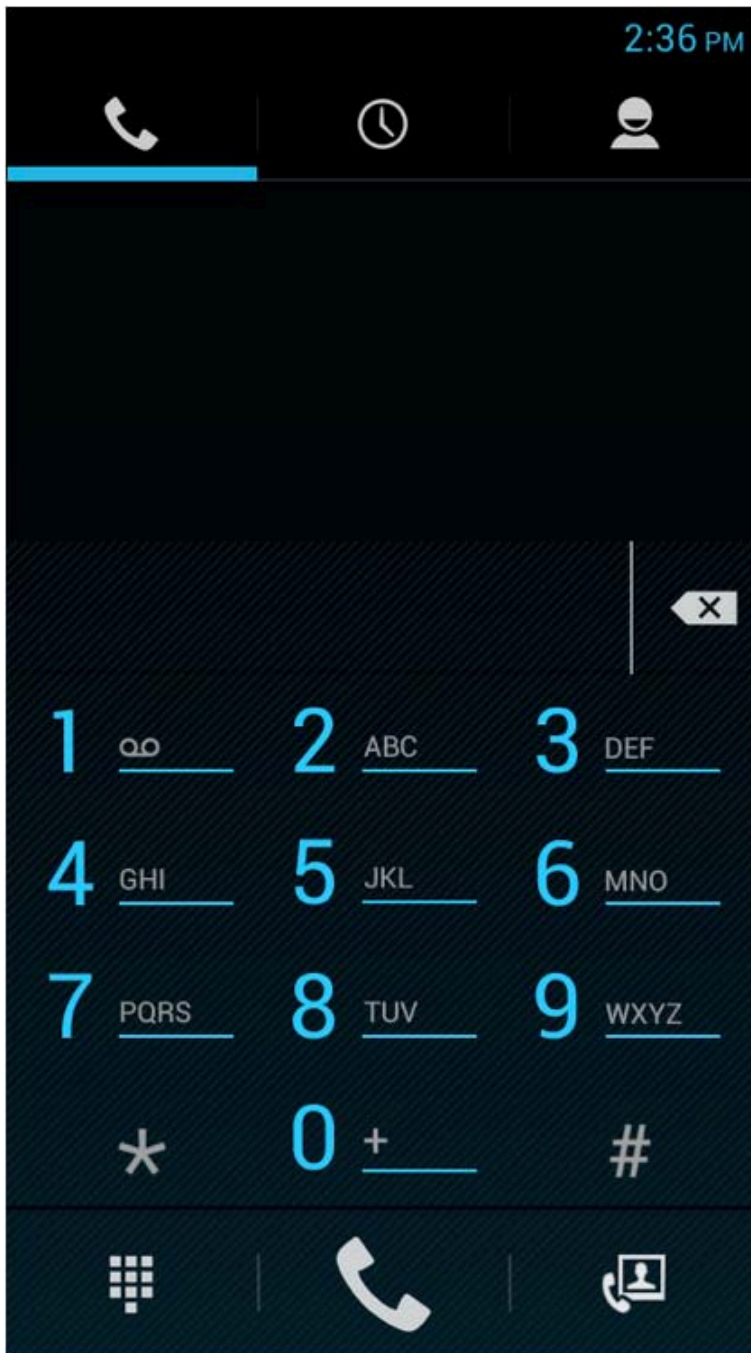 2:36 PM
1 2 ABC 3 DEF
4 GHI 5 JKL 6 MNO
7 PQRS 8 TUV 9 WXYZ
* 0 + #